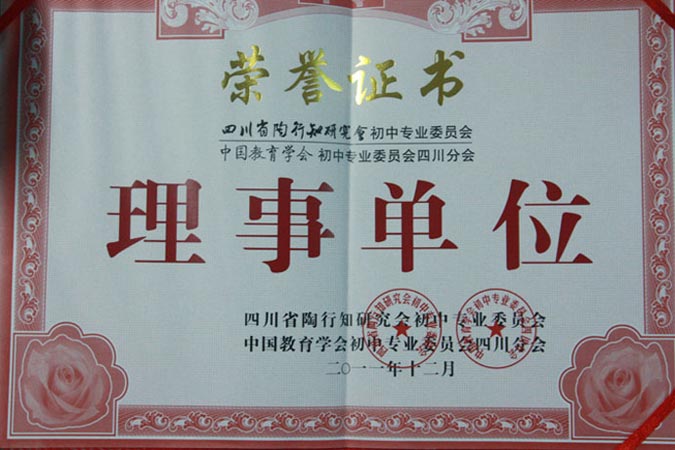 荣誉证书
四川省陶行知研究会初中专业委员会
中国教育学会初中专业委员会四川分会
理事单位
四川省陶行知研究会初中专业委员会
中国教育学会初中专业委员会四川分会
二〇一一年十二月